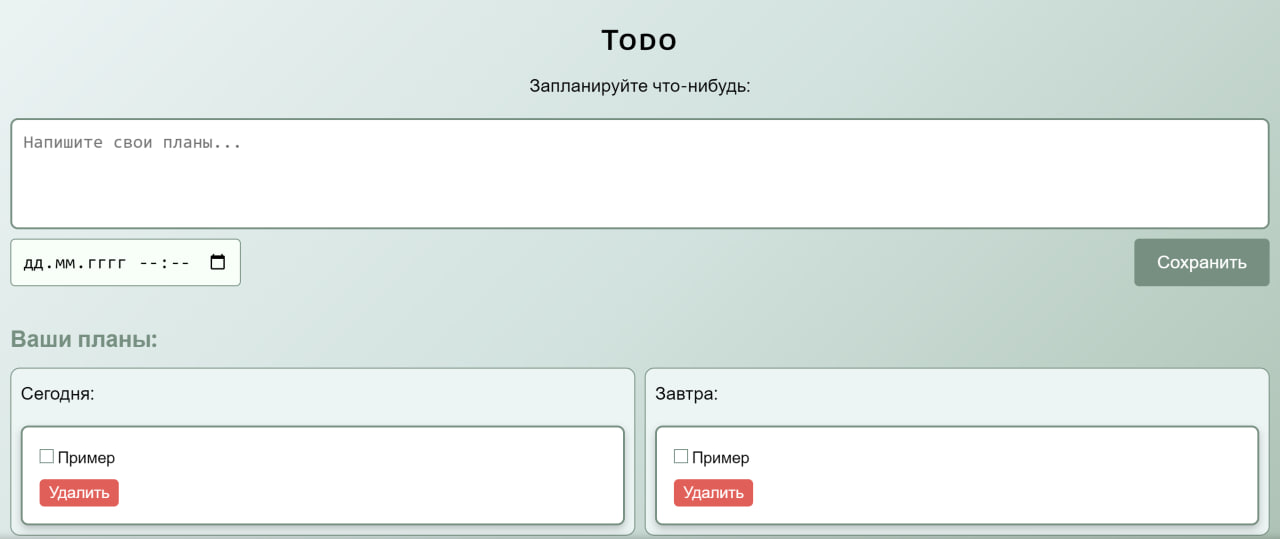 Todo
Запланируйте что-нибудь:
Напишите свои планы...
дд.мм.гггг --:--
Сохранить
Ваши планы:
Сегодня:
Пример
Удалить
Завтра:
Пример
Удалить